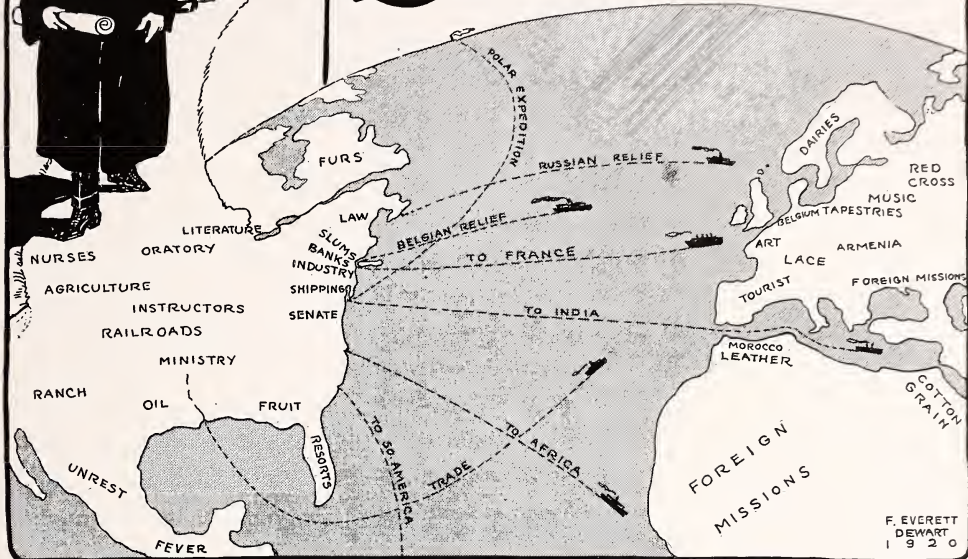 POLAR EXPEDITION
FURS
RUSSIAN RELIEF
DAIRIES
RED
CROSS
MUSIC
TAPESTRIES
BELGIUM
LAW
LITERATURE
ORATORY
NURSES
SLUMS
BANKS
INDUSTRY
BELGIAN RELIEF
TO FRANCE
ART
LACE
ARMENIA
FOREIGN MISSIONS
TOURIST
AGRICULTURE
INSTRUCTORS
SHIPPING
SENATE
TO INDIA
RAILROADS
MINISTRY
MOROCCO
LEATHER
COTTON
GRAIN
RANCH
OIL
FRUIT
RESORTS
TO SO. AMERICA
TRADE
TO AFRICA
FOREIGN
MISSIONS
UNREST
FEVER
F. EVERETT
DEWART
1920